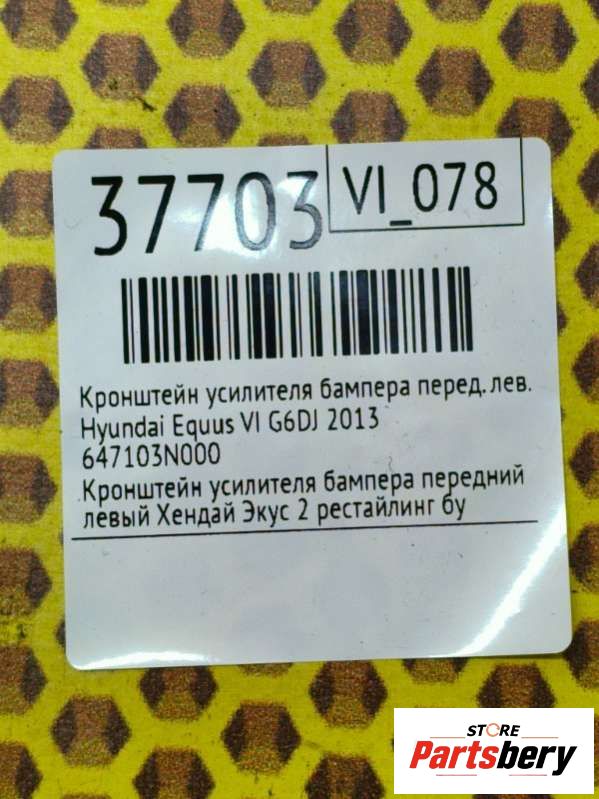 37703
VI_078
Кронштейн усилителя бампера перед. лев.
Hyundai Equus VI G6DJ 2013
647103N000
Кронштейн усилителя бампера передний
левый Хендай Экус 2 рестайлинг бу
STORE
Partsbery